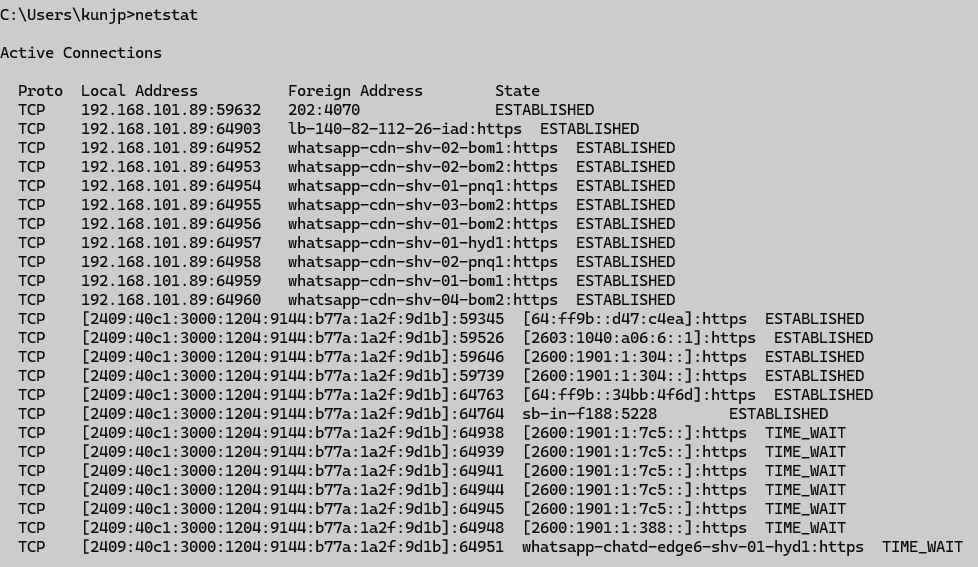 C:\Users\kunjp>netstat
Active Connections
Proto  Local Address          Foreign Address        State
TCP    192.168.101.89:59632   202:4070               ESTABLISHED
TCP    192.168.101.89:64903   lb-140-82-112-26-iad:https  ESTABLISHED
TCP    192.168.101.89:64952   whatsapp-cdn-shv-02-bom1:https  ESTABLISHED
TCP    192.168.101.89:64953   whatsapp-cdn-shv-02-bom2:https  ESTABLISHED
TCP    192.168.101.89:64954   whatsapp-cdn-shv-01-pnq1:https  ESTABLISHED
TCP    192.168.101.89:64955   whatsapp-cdn-shv-03-bom2:https  ESTABLISHED
TCP    192.168.101.89:64956   whatsapp-cdn-shv-01-bom2:https  ESTABLISHED
TCP    192.168.101.89:64957   whatsapp-cdn-shv-01-hyd1:https  ESTABLISHED
TCP    192.168.101.89:64958   whatsapp-cdn-shv-02-pnq1:https  ESTABLISHED
TCP    192.168.101.89:64959   whatsapp-cdn-shv-01-bom1:https  ESTABLISHED
TCP    192.168.101.89:64960   whatsapp-cdn-shv-04-bom2:https  ESTABLISHED
TCP    [2409:40c1:3000:1204:9144:b77a:1a2f:9d1b]:59345  [64:ff9b::d47:c4ea]:https  ESTABLISHED
TCP    [2409:40c1:3000:1204:9144:b77a:1a2f:9d1b]:59526  [2603:1040:a06:6::1]:https  ESTABLISHED
TCP    [2409:40c1:3000:1204:9144:b77a:1a2f:9d1b]:59646  [2600:1901:1:304::]:https  ESTABLISHED
TCP    [2409:40c1:3000:1204:9144:b77a:1a2f:9d1b]:59739  [2600:1901:1:304::]:https  ESTABLISHED
TCP    [2409:40c1:3000:1204:9144:b77a:1a2f:9d1b]:64763  [64:ff9b::34bb:4f6d]:https  ESTABLISHED
TCP    [2409:40c1:3000:1204:9144:b77a:1a2f:9d1b]:64764  sb-in-f188:5228        ESTABLISHED
TCP    [2409:40c1:3000:1204:9144:b77a:1a2f:9d1b]:64938  [2600:1901:1:7c5::]:https  TIME_WAIT
TCP    [2409:40c1:3000:1204:9144:b77a:1a2f:9d1b]:64939  [2600:1901:1:7c5::]:https  TIME_WAIT
TCP    [2409:40c1:3000:1204:9144:b77a:1a2f:9d1b]:64941  [2600:1901:1:7c5::]:https  TIME_WAIT
TCP    [2409:40c1:3000:1204:9144:b77a:1a2f:9d1b]:64944  [2600:1901:1:7c5::]:https  TIME_WAIT
TCP    [2409:40c1:3000:1204:9144:b77a:1a2f:9d1b]:64945  [2600:1901:1:7c5::]:https  TIME_WAIT
TCP    [2409:40c1:3000:1204:9144:b77a:1a2f:9d1b]:64948  [2600:1901:1:388::]:https  TIME_WAIT
TCP    [2409:40c1:3000:1204:9144:b77a:1a2f:9d1b]:64951  whatsapp-chatd-edge6-shv-01-hyd1:https  TIME_WAIT